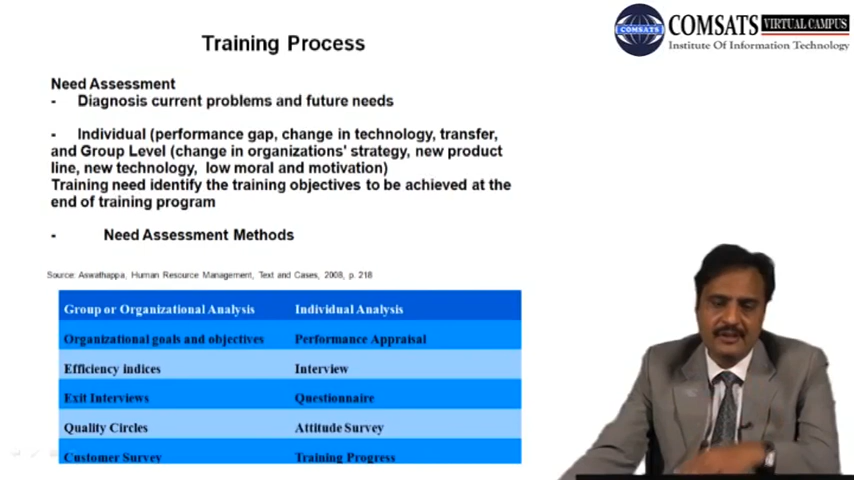 Training Process
COMSATS VIRTUAL CAMPUS
COMSATS
Institute Of Information Technology
Need Assessment
- Diagnosis current problems and future needs
- Individual (performance gap, change in technology, transfer,
and Group Level (change in organizations' strategy, new product
line, new technology, low moral and motivation)
Training need identify the training objectives to be achieved at the
end of training program
- Need Assessment Methods
Source: Aswathappa, Human Resource Management, Text and Cases, 2008, p. 218
Group or Organizational Analysis Individual Analysis
Organizational goals and objectives Performance Appraisal
Efficiency indices Interview
Exit Interviews Questionnaire
Quality Circles Attitude Survey
Customer Survey Training Progress